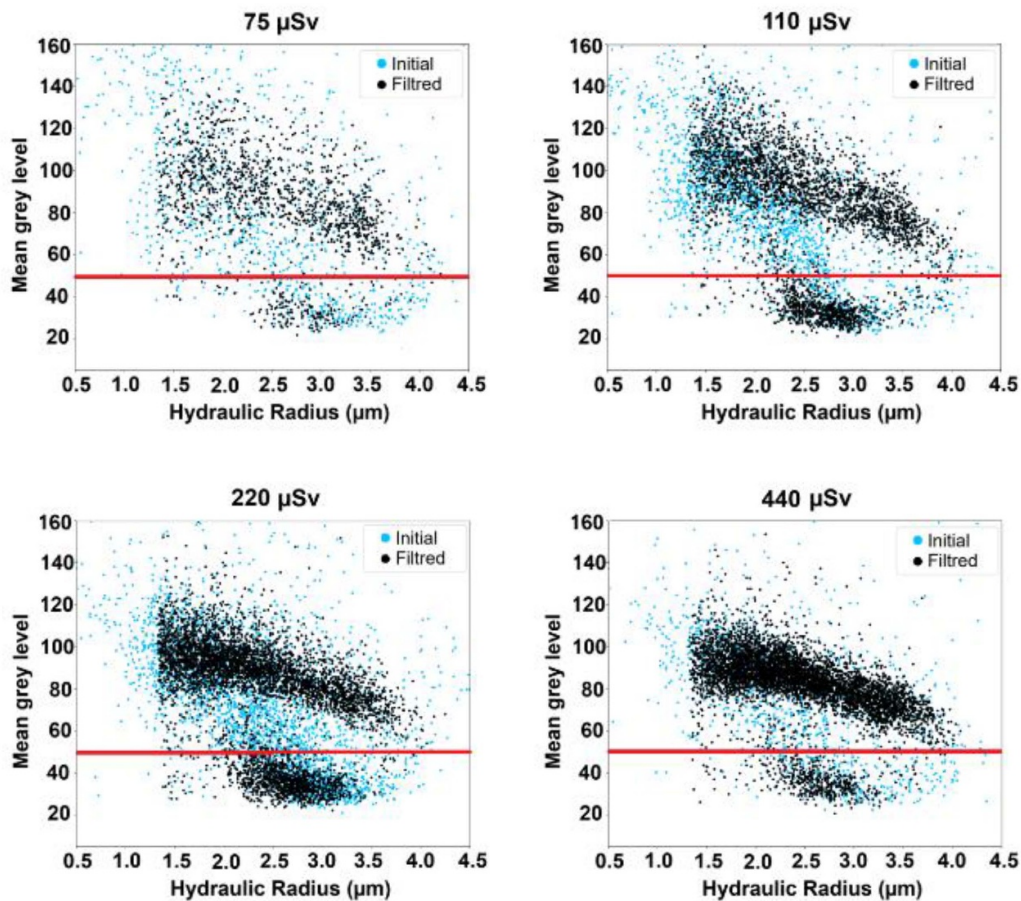 75 µSv
160
140
120
100
80
60
40
20
Mean grey level
Initial
Filtred
0.5 1.0 1.5 2.0 2.5 3.0 3.5 4.0 4.5
Hydraulic Radius (µm)
110 µSv
160
140
120
100
80
60
40
20
Mean grey level
Initial
Filtred
0.5 1.0 1.5 2.0 2.5 3.0 3.5 4.0 4.5
Hydraulic Radius (µm)
220 µSv
160
140
120
100
80
60
40
20
Mean grey level
Initial
Filtred
0.5 1.0 1.5 2.0 2.5 3.0 3.5 4.0 4.5
Hydraulic Radius (µm)
440 µSv
160
140
120
100
80
60
40
20
Mean grey level
Initial
Filtred
0.5 1.0 1.5 2.0 2.5 3.0 3.5 4.0 4.5
Hydraulic Radius (µm)